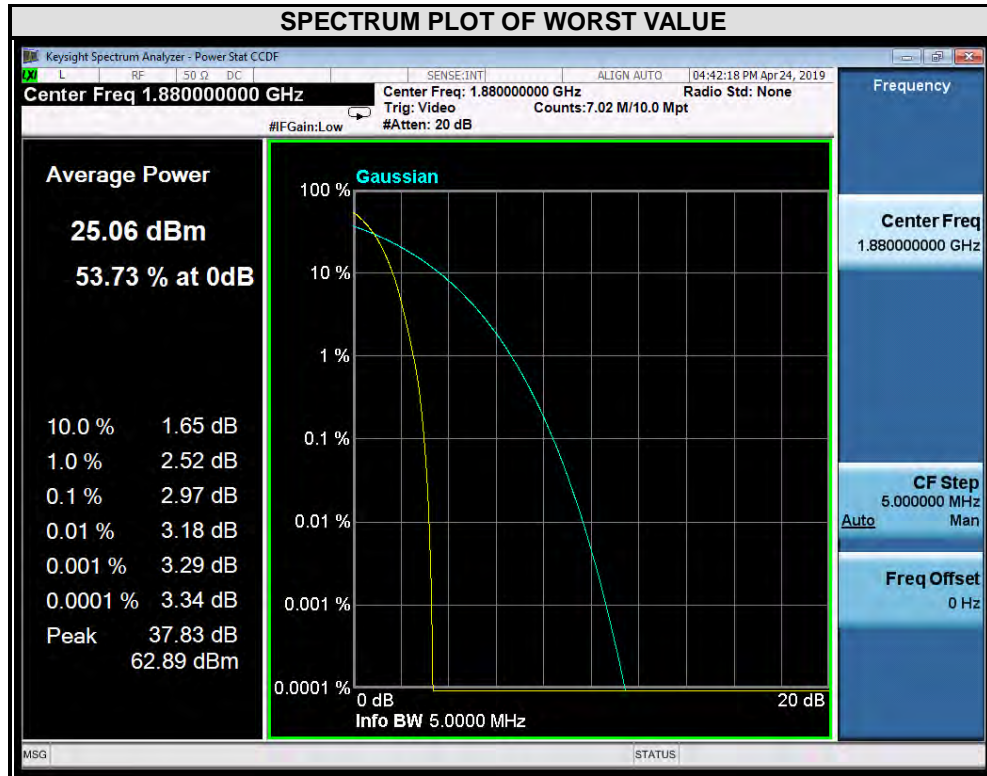 SPECTRUM PLOT OF WORST VALUE
Keysight Spectrum Analyzer - Power Stat CCDF
LXI L RF 50 Ω DC SENSE:INT ALIGN AUTO 04:42:18 PM Apr 24, 2019
Center Freq 1.880000000 GHz
Center Freq: 1.880000000 GHz Radio Std: None
Trig: Video Counts:7.02 M/10.0 Mpt
#IFGain:Low #Atten: 20 dB
Frequency
Average Power
25.06 dBm
53.73 % at 0dB
10.0 % 1.65 dB
1.0 % 2.52 dB
0.1 % 2.97 dB
0.01 % 3.18 dB
0.001 % 3.29 dB
0.0001 % 3.34 dB
Peak 37.83 dB
62.89 dBm
Gaussian
100 %
10 %
1 %
0.1 %
0.01 %
0.001 %
0.0001 %
0 dB 20 dB
Info BW 5.0000 MHz
Center Freq
1.880000000 GHz
CF Step
5.000000 MHz
Auto Man
Freq Offset
0 Hz
MSG STATUS